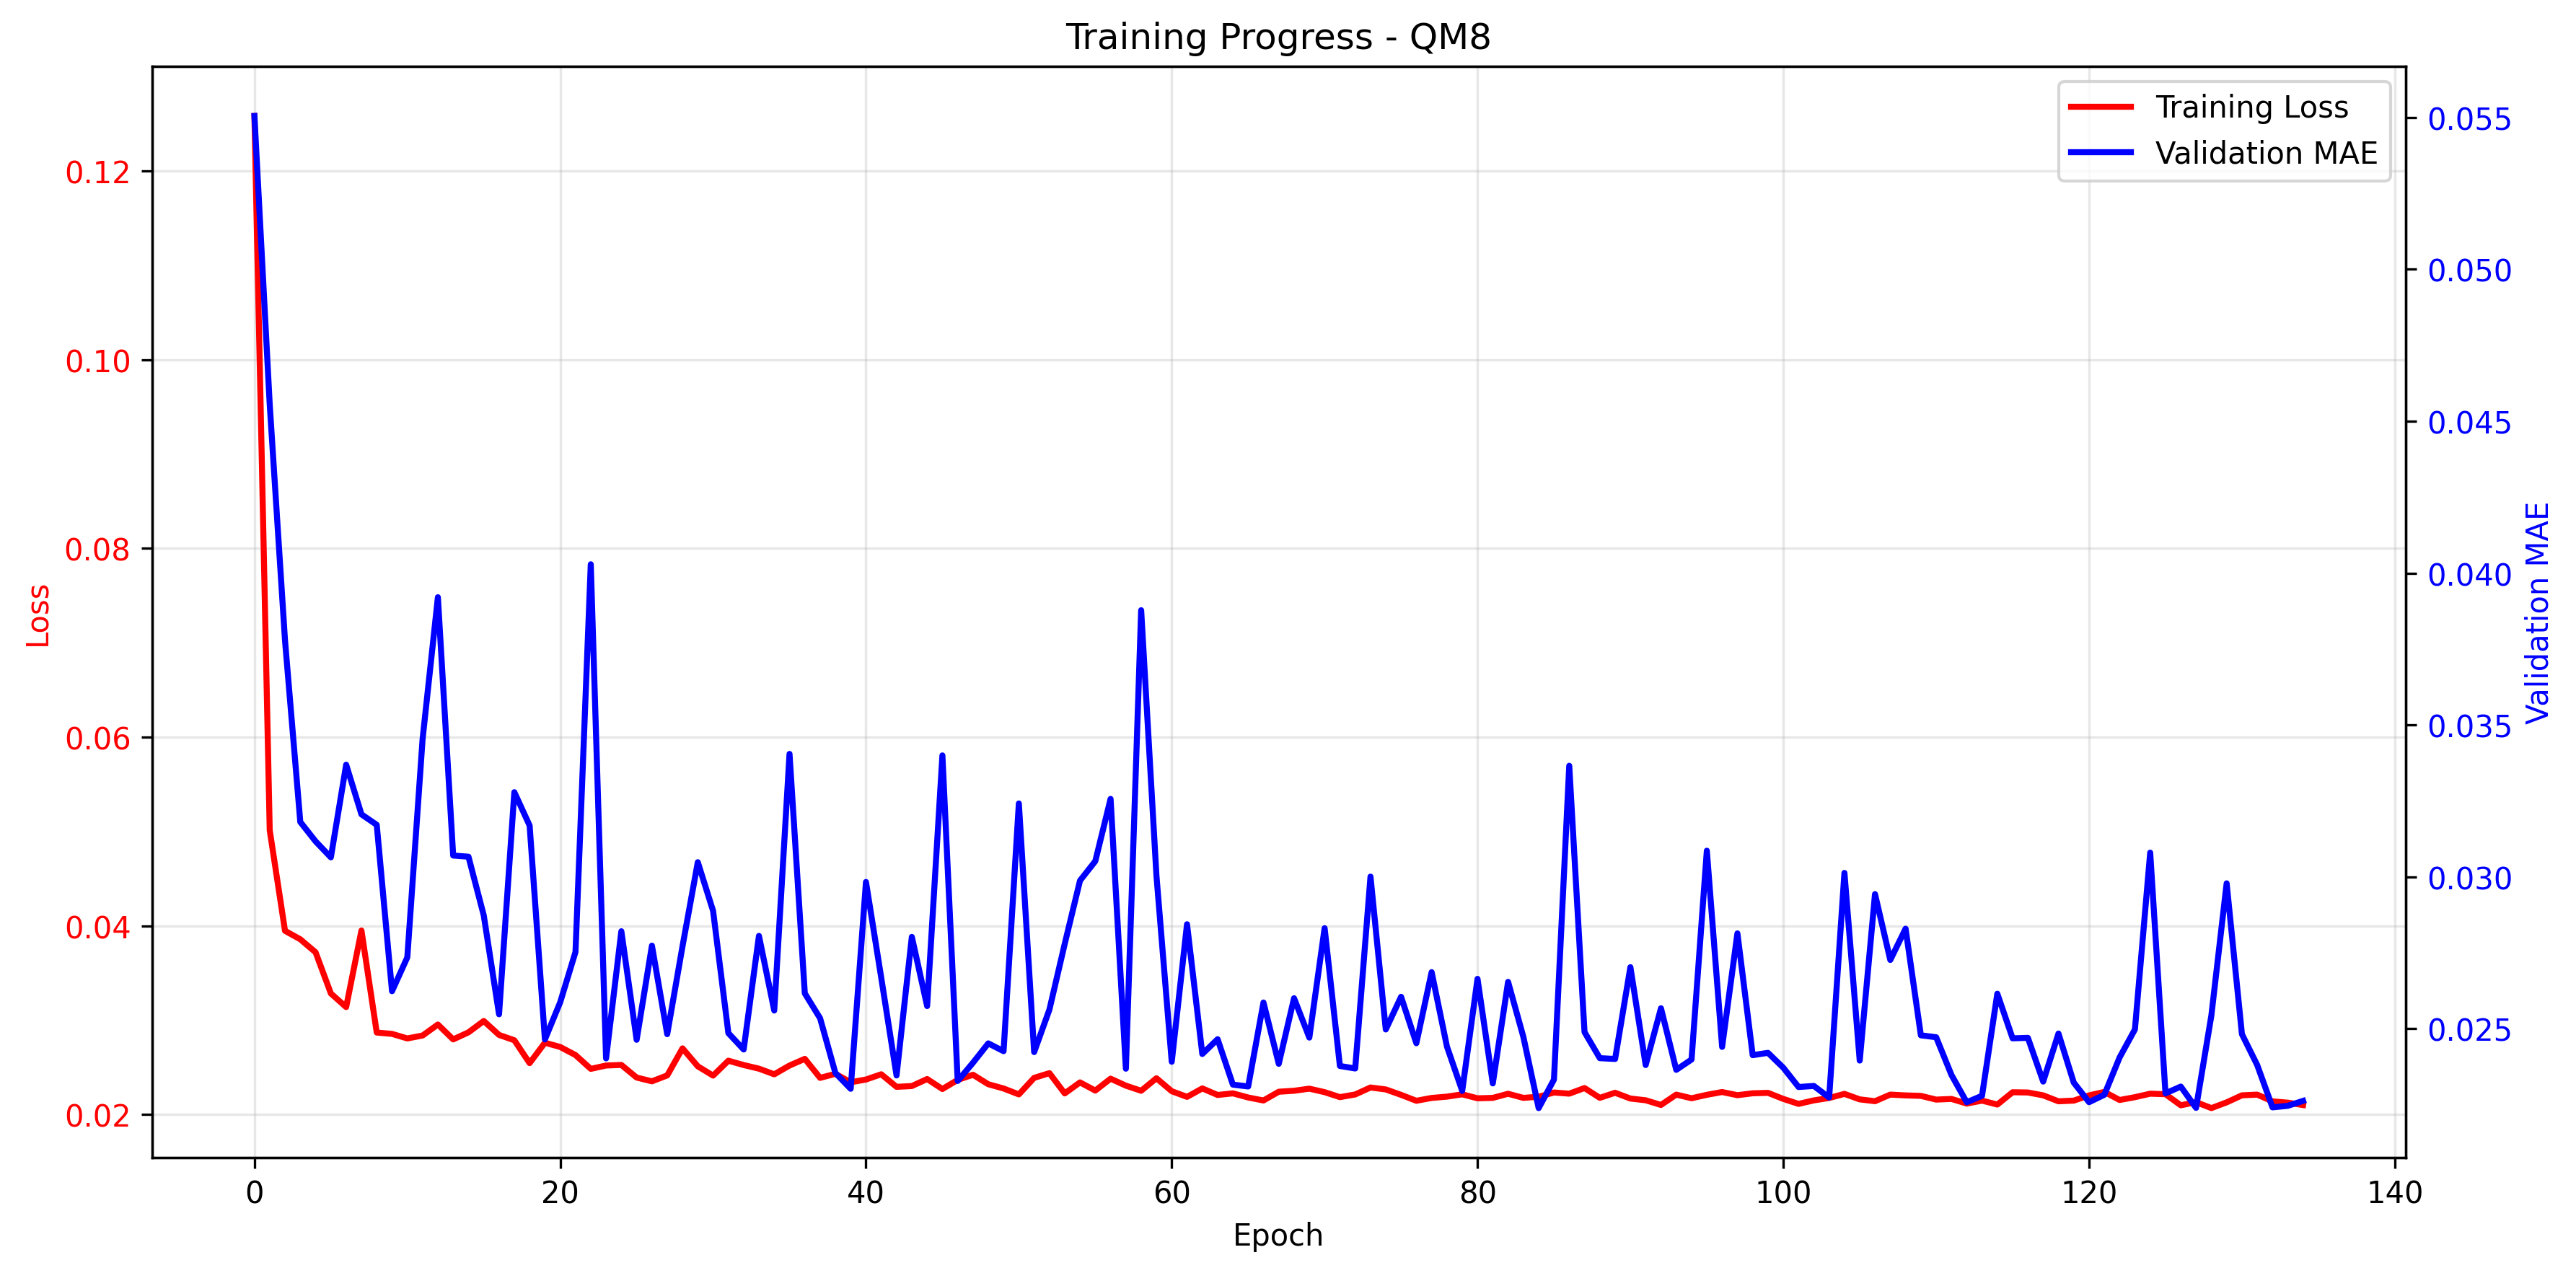 Training Progress - QM8
Training Loss
Validation MAE
0.12
0.10
0.08
0.06
0.04
0.02
Loss
0.055
0.050
0.045
0.040
0.035
0.030
0.025
Validation MAE
0 20 40 60 80 100 120 140
Epoch